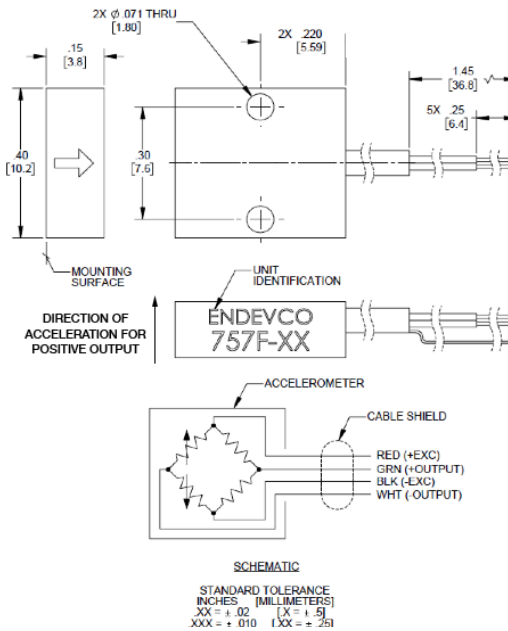 2X Ø.071 THRU
[1.80]
2X .220
[5.59]
.15
[3.8]
1.45
[36.8]
5X .25
[6.4]
.40
[10.2]
.30
[7.6]
MOUNTING
SURFACE
UNIT
IDENTIFICATION
DIRECTION OF
ACCELERATION FOR
POSITIVE OUTPUT
ENDEVCO
757F-XX
ACCELEROMETER
CABLE SHIELD
RED (+EXC)
GRN (+OUTPUT)
BLK (-EXC)
WHT (-OUTPUT)
SCHEMATIC
STANDARD TOLERANCE
INCHES [MILLIMETERS]
.XX = ± .02 [.X = ± .5]
.XXX = ± .010 [.XX = ± .25]